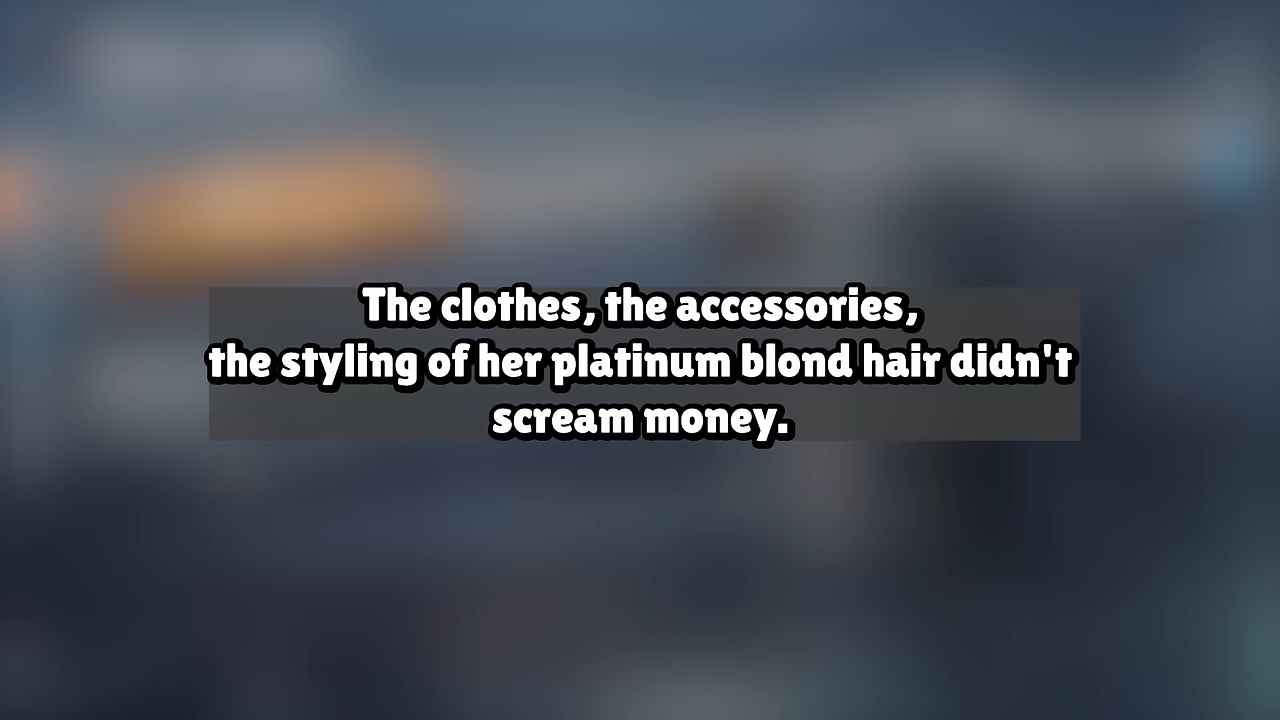 The clothes, the accessories,
the styling of her platinum blond hair didn't
scream money.